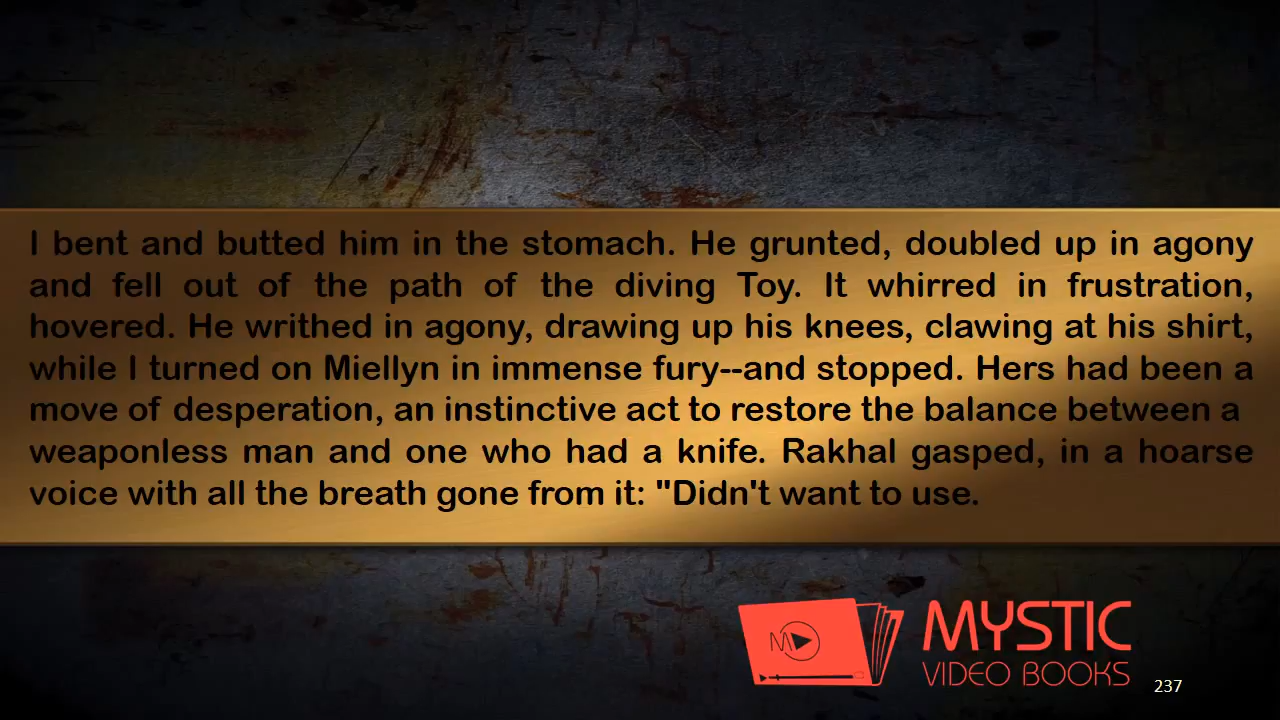 I bent and butted him in the stomach. He grunted, doubled up in agony
and fell out of the path of the diving Toy. It whirred in frustration,
hovered. He writhed in agony, drawing up his knees, clawing at his shirt,
while I turned on Miellyn in immense fury--and stopped. Hers had been a
move of desperation, an instinctive act to restore the balance between a
weaponless man and one who had a knife. Rakhal gasped, in a hoarse
voice with all the breath gone from it: "Didn't want to use.
M
MYSTIC
VIDEO BOOKS
237